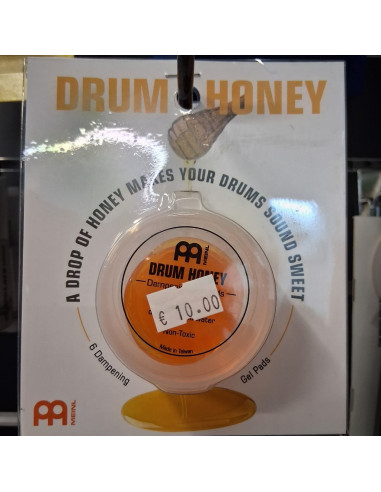 DRUM HONEY
A DROP OF HONEY MAKES YOUR DRUMS SOUND SWEET
MEINL
DRUM HONEY
€ 10.00
Non-Toxic
Made in Taiwan
6 Dampening
Gel Pads
MEINL